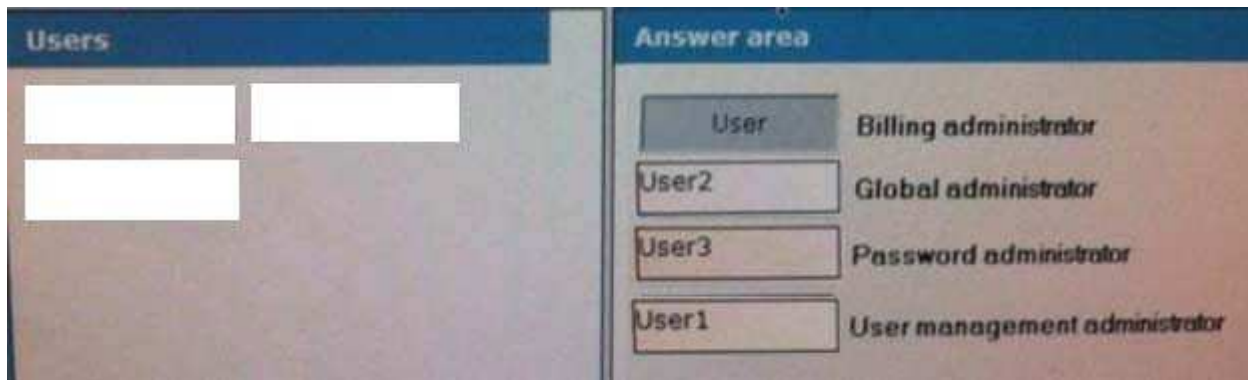 Users
Answer area
User Billing administrator
User2 Global administrator
User3 Password administrator
User1 User management administrator